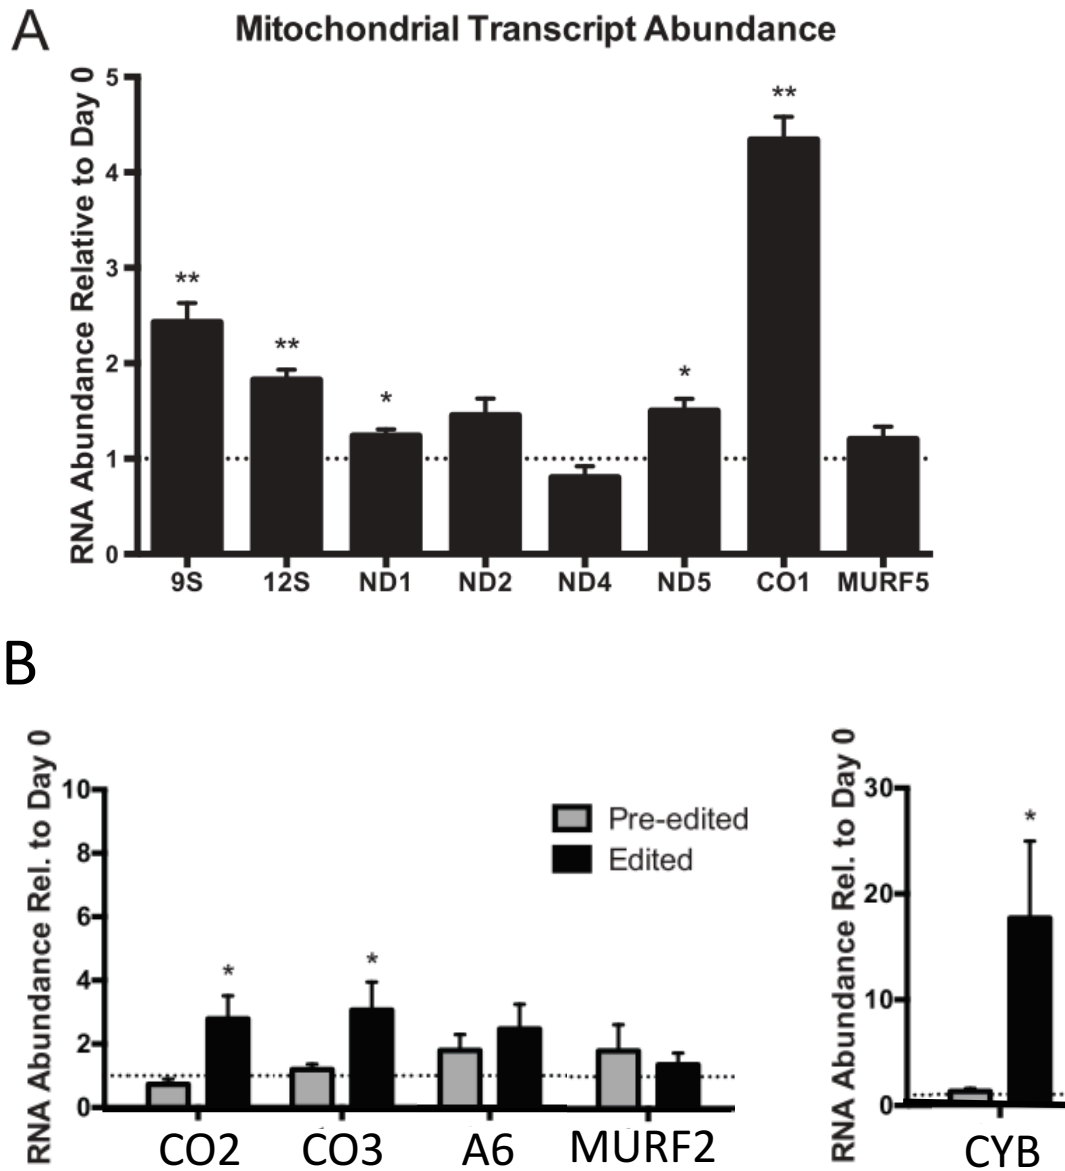 A
Mitochondrial Transcript Abundance
RNA Abundance Relative to Day 0
5
4
3
2
1
0
**
**
*
*
**
9S 12S ND1 ND2 ND4 ND5 CO1 MURF5
B
RNA Abundance Rel. to Day 0
10
8
6
4
2
0
*
*
Pre-edited
Edited
CO2 CO3 A6 MURF2
RNA Abundance Rel. to Day 0
30
20
10
0
*
CYB